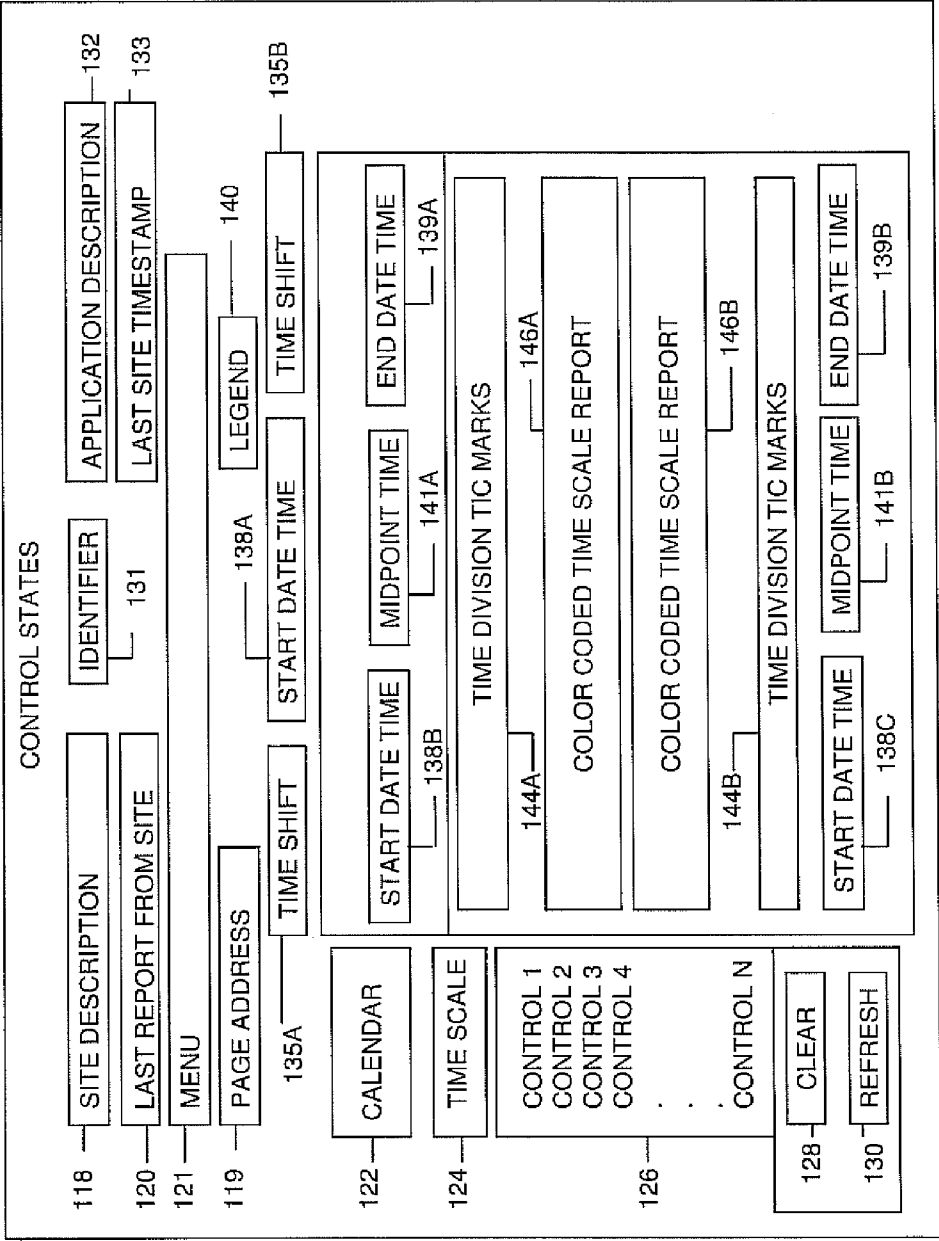 CONTROL STATES
118 SITE DESCRIPTION IDENTIFIER APPLICATION DESCRIPTION 132
131
120 LAST REPORT FROM SITE LAST SITE TIMESTAMP 133
121 MENU
119 PAGE ADDRESS 138A LEGEND 140
135A TIME SHIFT START DATE TIME TIME SHIFT 135B
122 CALENDAR
START DATE TIME MIDPOINT TIME END DATE TIME
138B 141A 139A
124 TIME SCALE
TIME DIVISION TIC MARKS
144A 146A
COLOR CODED TIME SCALE REPORT
126 CONTROL 1
CONTROL 2
CONTROL 3
CONTROL 4
. . .
CONTROL N
COLOR CODED TIME SCALE REPORT
144B 146B
TIME DIVISION TIC MARKS
128 CLEAR
START DATE TIME MIDPOINT TIME END DATE TIME
130 REFRESH
138C 141B 139B